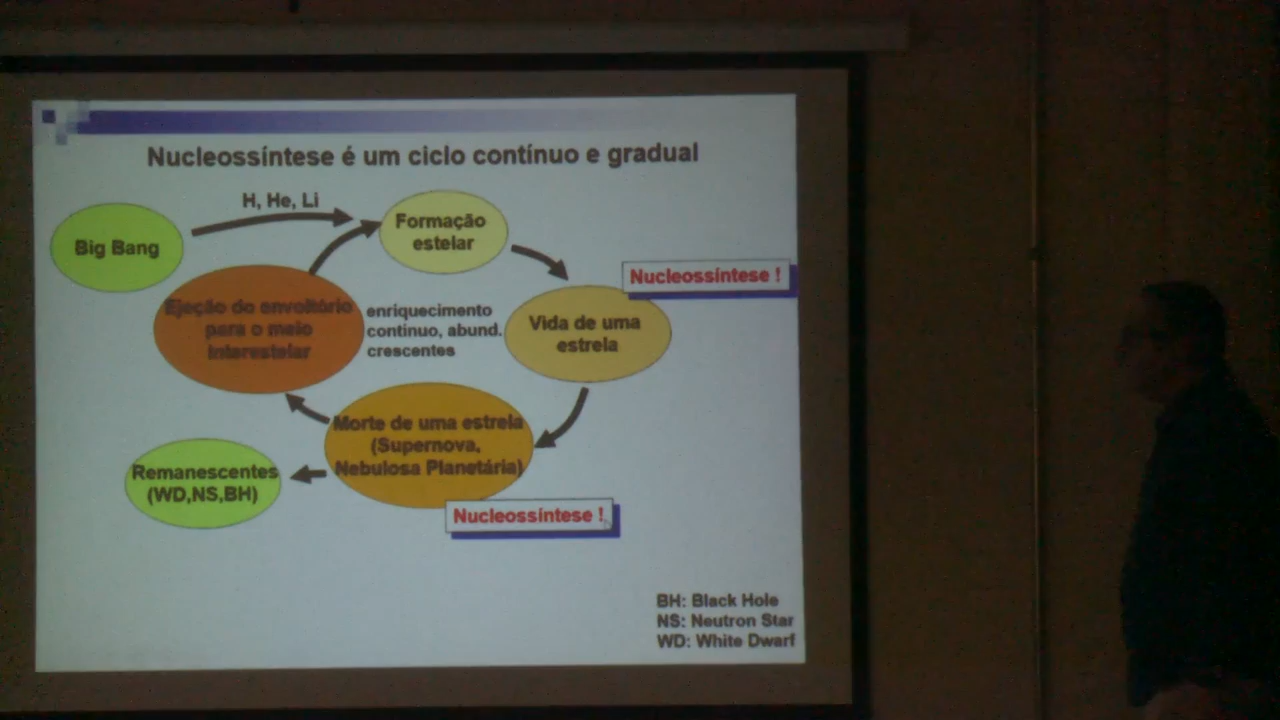 Nucleossíntese é um ciclo contínuo e gradual
H, He, Li
Big Bang
Formação
estelar
Nucleossíntese !
Ejeção do envoltório
para o meio
interestelar
enriquecimento
contínuo, abund.
crescentes
Vida de uma
estrela
Morte de uma estrela
(Supernova,
Nebulosa Planetária)
Remanescentes
(WD,NS,BH)
Nucleossíntese !
BH: Black Hole
NS: Neutron Star
WD: White Dwarf